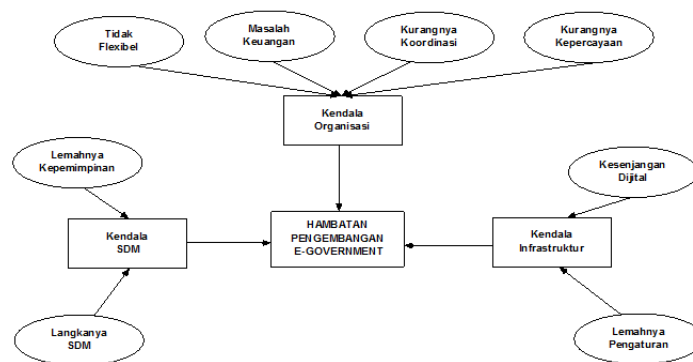 Tidak
Flexibel
Masalah
Keuangan
Kurangnya
Koordinasi
Kurangnya
Kepercayaan
Kendala
Organisasi
Lemahnya
Kepemimpinan
Kesenjangan
Dijital
Kendala
SDM
HAMBATAN
PENGEMBANGAN
E-GOVERNMENT
Kendala
Infrastruktur
Langkanya
SDM
Lemahnya
Pengaturan